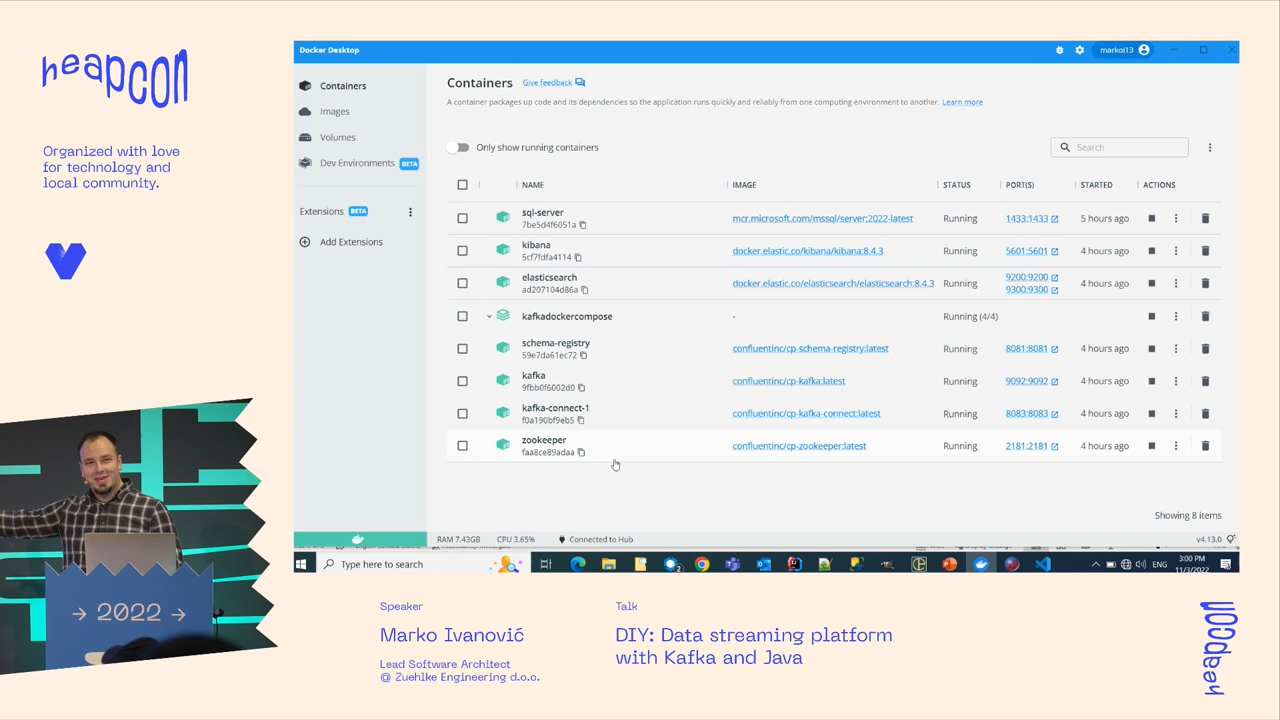 heapcon
Organized with love
for technology and
local community.
Docker Desktop
markoi13
Containers
Images
Volumes
Dev Environments BETA
Extensions BETA
Add Extensions
Containers Give feedback
A container packages up code and its dependencies so the application runs quickly and reliably from one computing environment to another. Learn more
Only show running containers
Search
NAME IMAGE STATUS PORT(S) STARTED ACTIONS
sql-server
7be5d4f6051a
mcr.microsoft.com/mssql/server:2022-latest Running 1433:1433 5 hours ago
kibana
5cf7fdfa4114
docker.elastic.co/kibana/kibana:8.4.3 Running 5601:5601 4 hours ago
elasticsearch
ad207104d86a
docker.elastic.co/elasticsearch/elasticsearch:8.4.3 Running 9200:9200 4 hours ago
9300:9300
kafkadockercompose - Running (4/4)
schema-registry
59e7da61ec72
confluentinc/cp-schema-registry:latest Running 8081:8081 4 hours ago
kafka
9fbb0f6002d0
confluentinc/cp-kafka:latest Running 9092:9092 4 hours ago
kafka-connect-1
f0a190bf9eb5
confluentinc/cp-kafka-connect:latest Running 8083:8083 4 hours ago
zookeeper
faa8ce89adaa
confluentinc/cp-zookeeper:latest Running 2181:2181 4 hours ago
Showing 8 items
RAM 7.43GB CPU 3.65% Connected to Hub v4.13.0
Type here to search
ENG
3:00 PM
11/3/2022
→ 2022 →
Speaker
Marko Ivanovič
Lead Software Architect
@ Zuehlke Engineering d.o.o.
Talk
DIY: Data streaming platform
with Kafka and Java
heapcon